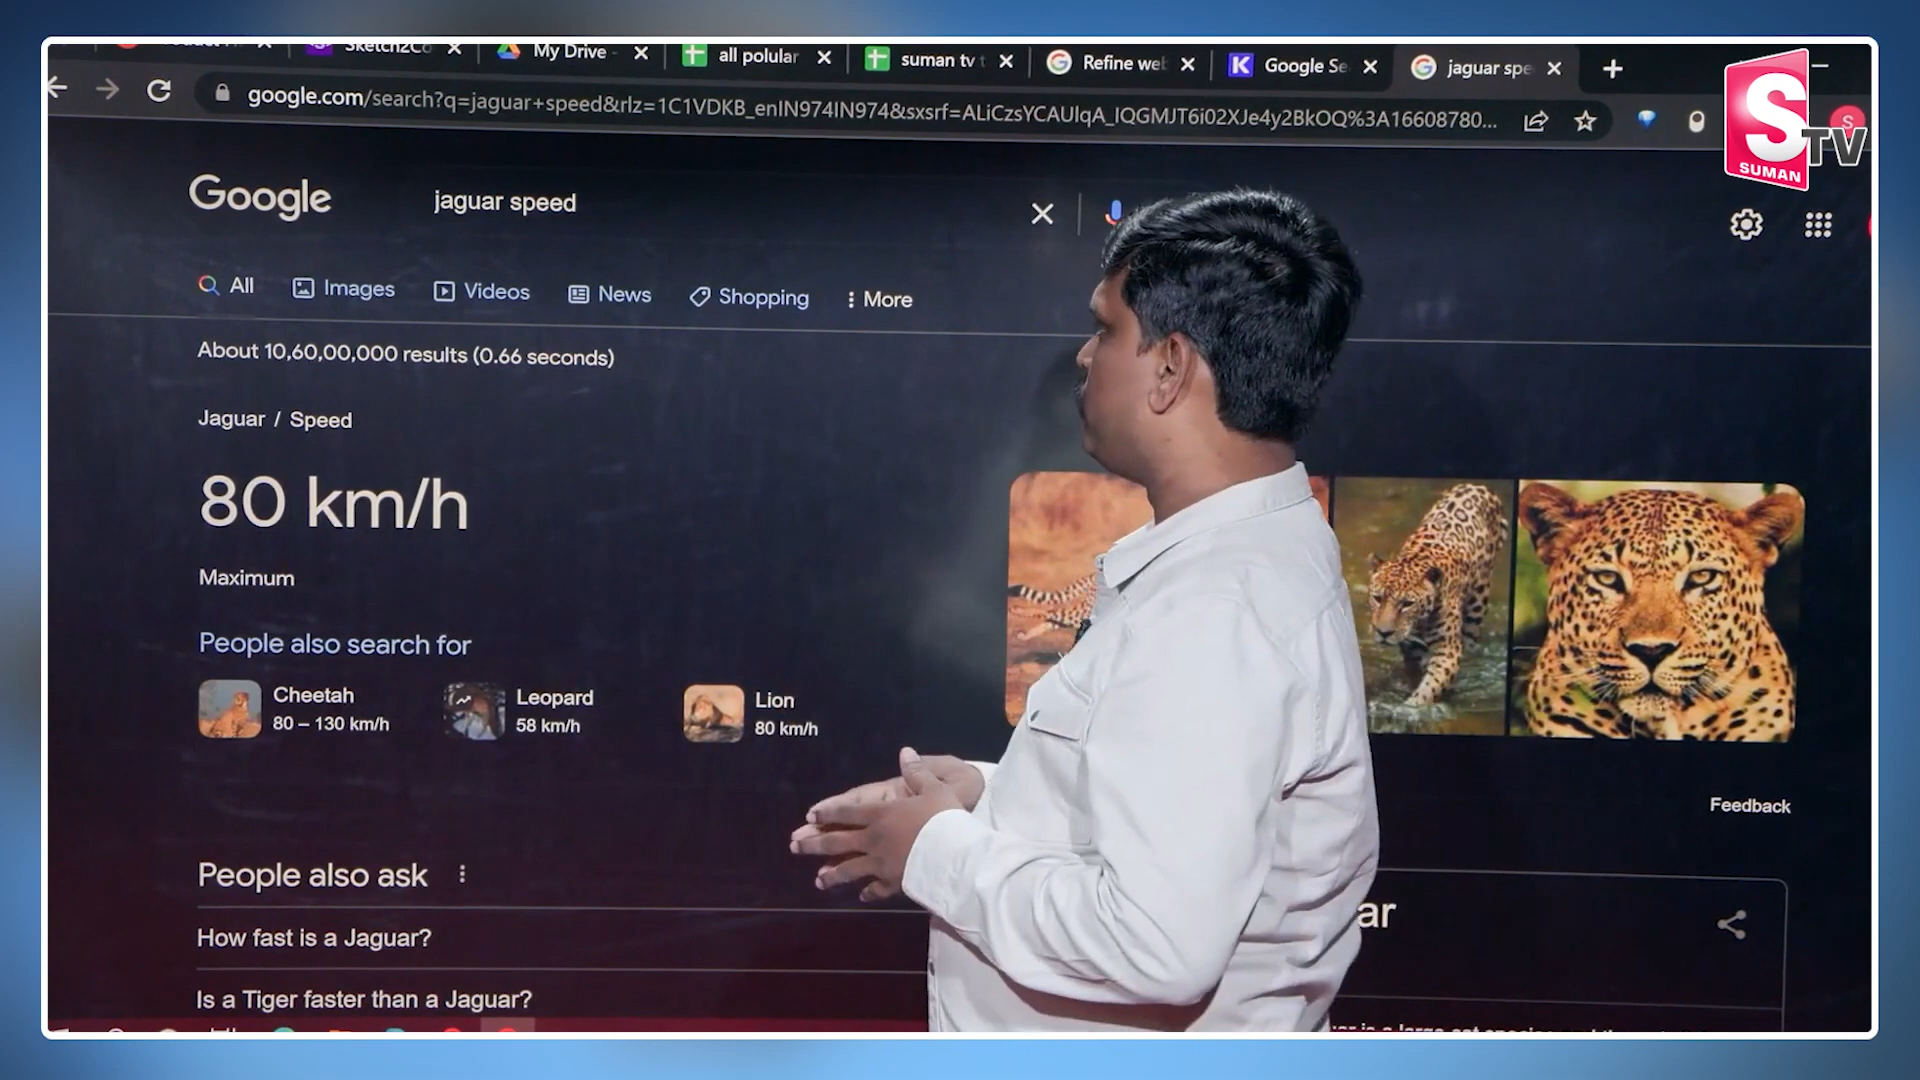 Sketch2Co
My Drive -
all polular
suman tv t
Refine web
Google Se
jaguar spe
google.com/search?q=jaguar+speed&rlz=1C1VDKB_enIN974IN974&sxsrf=ALiCzsYCAUlqA_IQGMJT6i02XJe4y2BkOQ%3A16608780...
S
S TV
SUMAN
Google
jaguar speed
All
Images
Videos
News
Shopping
More
About 10,60,00,000 results (0.66 seconds)
Jaguar / Speed
80 km/h
Maximum
People also search for
Cheetah
80 – 130 km/h
Leopard
58 km/h
Lion
80 km/h
Feedback
People also ask
ar
How fast is a Jaguar?
Is a Tiger faster than a Jaguar?